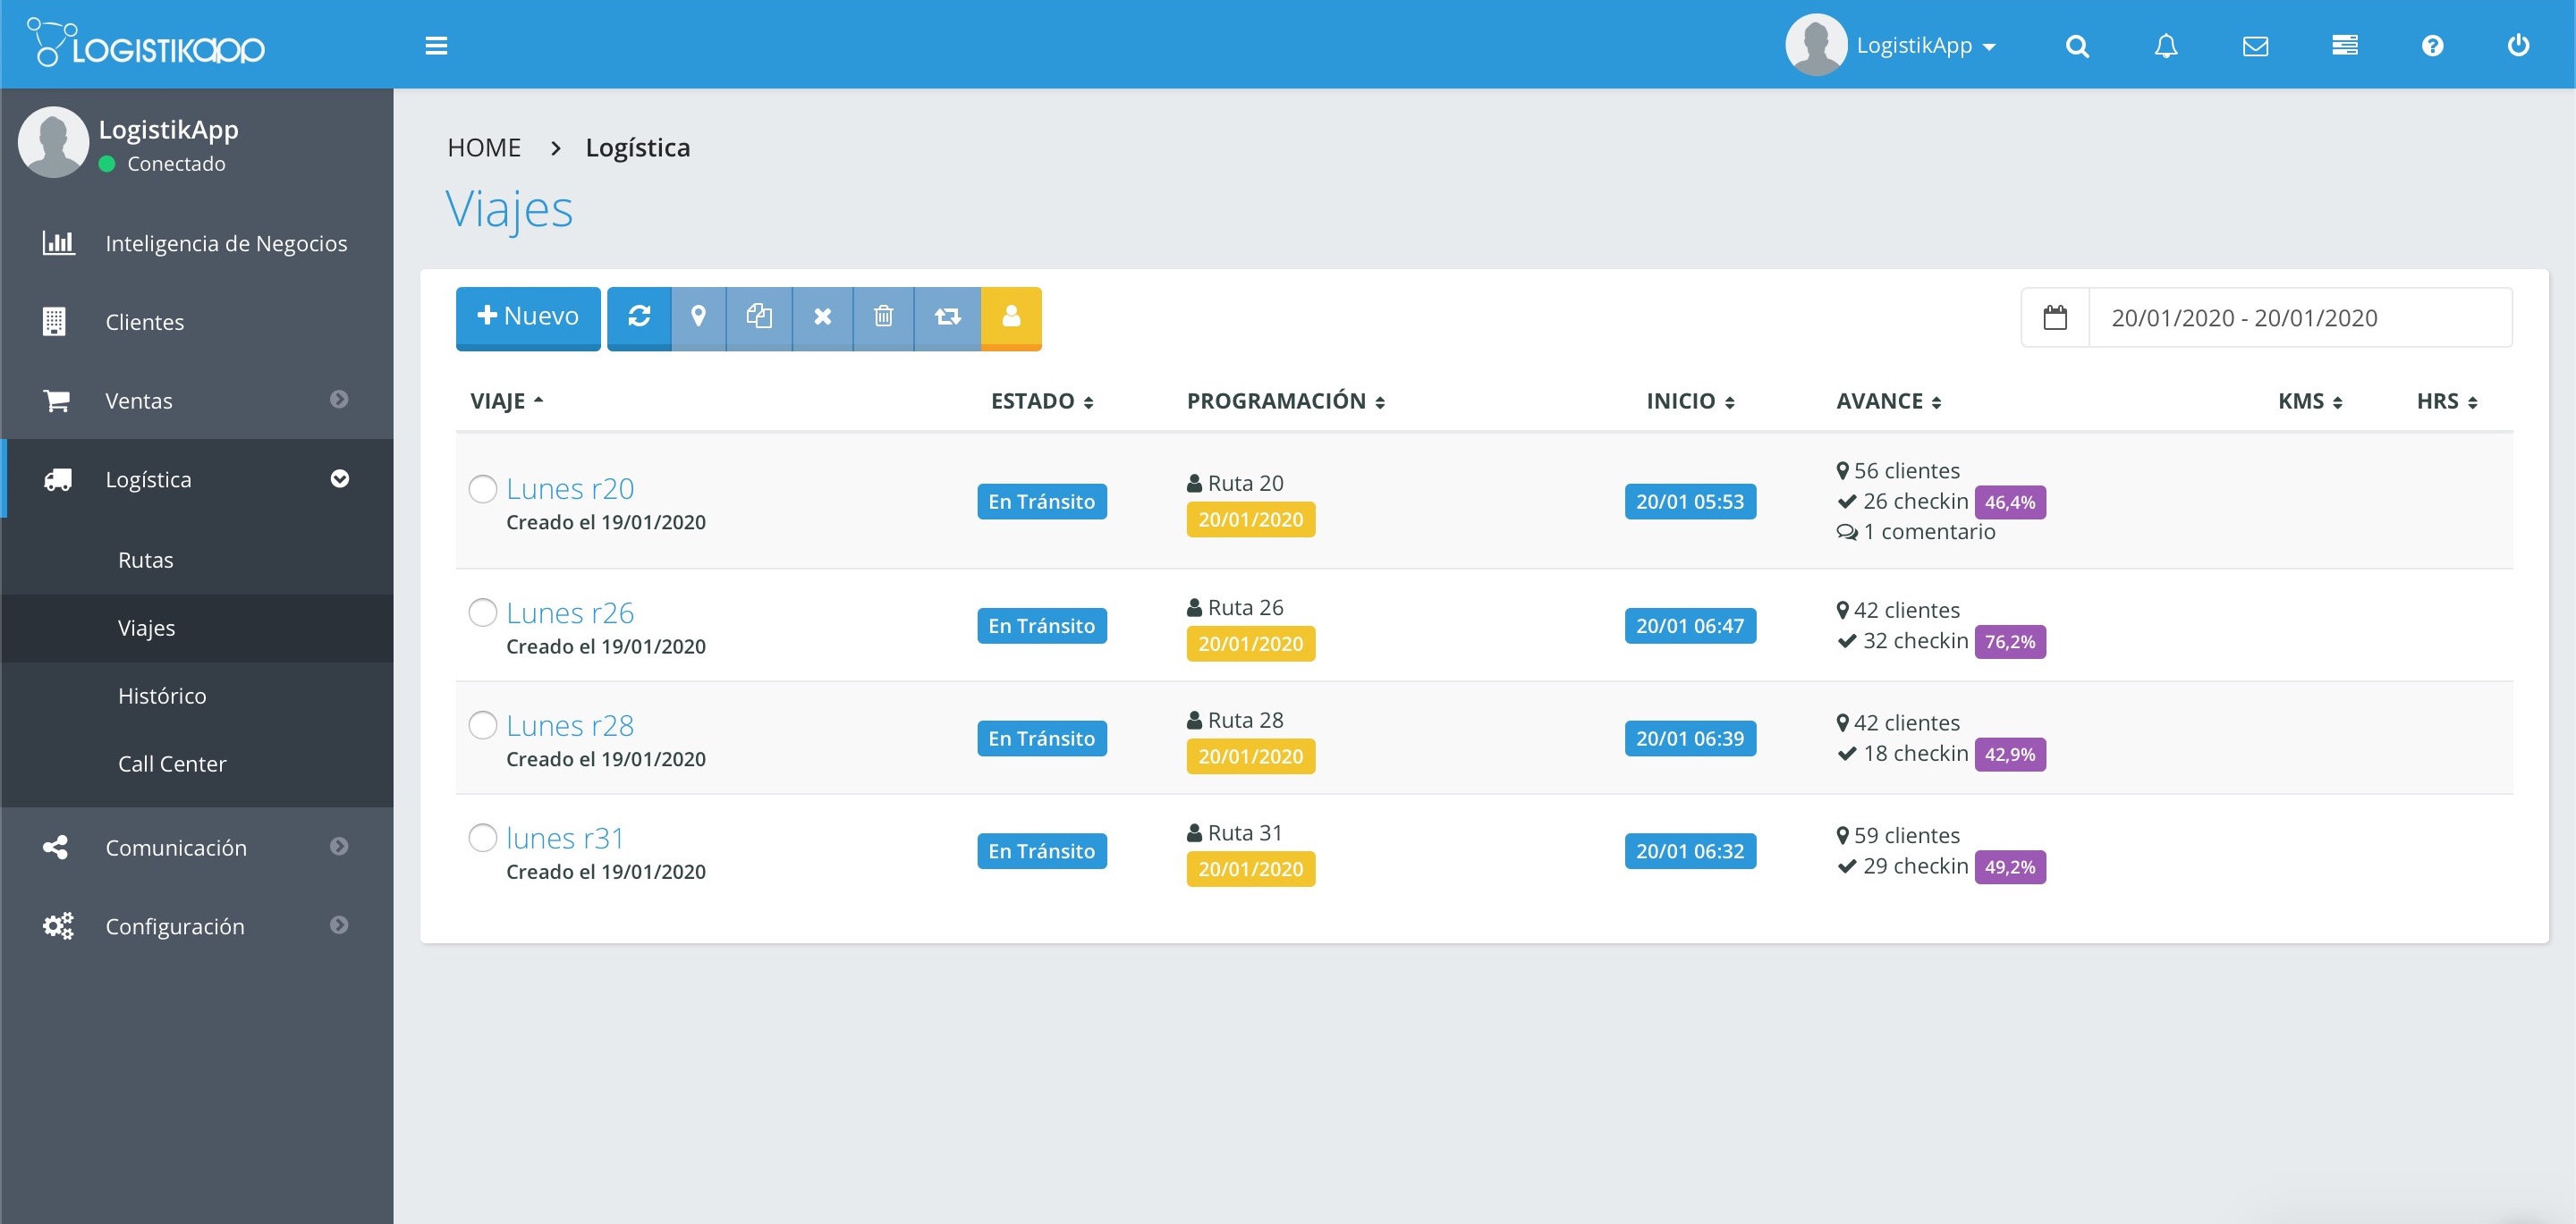 LOGISTIKapp
LogistikApp
LogistikApp
Conectado
Inteligencia de Negocios
Clientes
Ventas
Logística
Rutas
Viajes
Histórico
Call Center
Comunicación
Configuración
HOME > Logística
Viajes
Nuevo
20/01/2020 - 20/01/2020
VIAJE ESTADO PROGRAMACIÓN INICIO AVANCE KMS HRS
Lunes r20
Creado el 19/01/2020
En Tránsito
Ruta 20
20/01/2020
20/01 05:53
56 clientes
26 checkin 46,4%
1 comentario
Lunes r26
Creado el 19/01/2020
En Tránsito
Ruta 26
20/01/2020
20/01 06:47
42 clientes
32 checkin 76,2%
Lunes r28
Creado el 19/01/2020
En Tránsito
Ruta 28
20/01/2020
20/01 06:39
42 clientes
18 checkin 42,9%
lunes r31
Creado el 19/01/2020
En Tránsito
Ruta 31
20/01/2020
20/01 06:32
59 clientes
29 checkin 49,2%